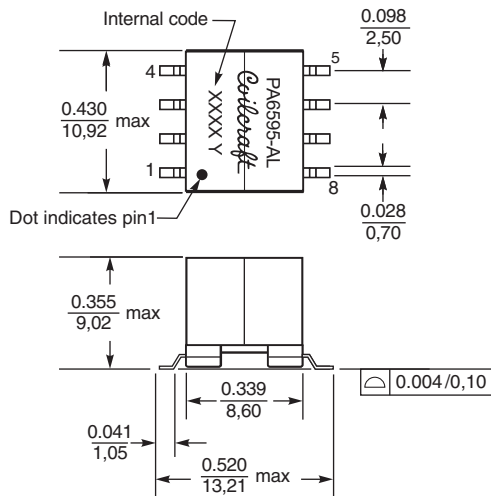 Internal code
0.098
2,50
4
5
0.430
10,92
max
XXXX Y
Coilcraft
PA6595-AL
1
8
Dot indicates pin1
0.028
0,70
0.355
9,02
max
0.339
8,60
0.004/0,10
0.041
1,05
0.520
13,21
max